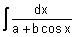 ∫ dx / (a + b cos x)